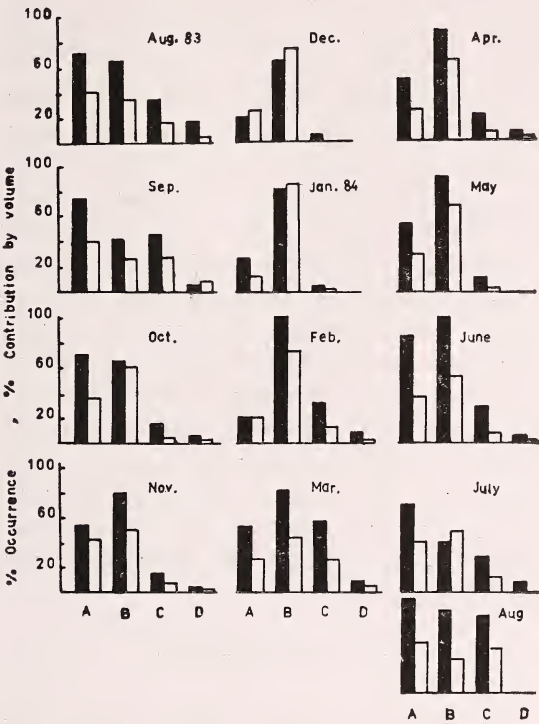 100
60
20
Aug. 83
Dec.
Apr.
100
60
20
Sep.
Jan. 84
May
100
60
20
Oct.
Feb.
June
100
60
20
Nov.
Mar.
July
A B C D
A B C D
Aug
A B C D
% Occurrence , % Contribution by volume